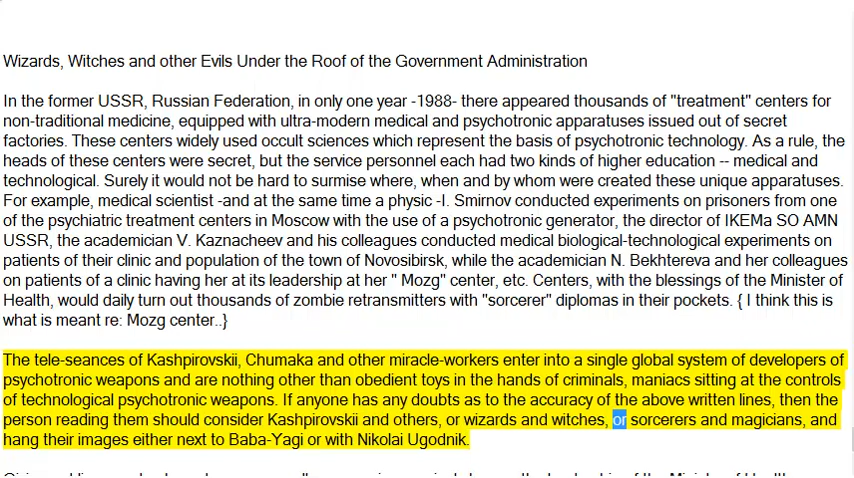 Wizards, Witches and other Evils Under the Roof of the Government Administration
In the former USSR, Russian Federation, in only one year -1988- there appeared thousands of "treatment" centers for
non-traditional medicine, equipped with ultra-modern medical and psychotronic apparatuses issued out of secret
factories. These centers widely used occult sciences which represent the basis of psychotronic technology. As a rule, the
heads of these centers were secret, but the service personnel each had two kinds of higher education -- medical and
technological. Surely it would not be hard to surmise where, when and by whom were created these unique apparatuses.
For example, medical scientist -and at the same time a physic -I. Smirnov conducted experiments on prisoners from one
of the psychiatric treatment centers in Moscow with the use of a psychotronic generator, the director of IKEMa SO AMN
USSR, the academician V. Kaznacheev and his colleagues conducted medical biological-technological experiments on
patients of their clinic and population of the town of Novosibirsk, while the academician N. Bekhtereva and her colleagues
on patients of a clinic having her at its leadership at her " Mozg" center, etc. Centers, with the blessings of the Minister of
Health, would daily turn out thousands of zombie retransmitters with "sorcerer" diplomas in their pockets. { I think this is
what is meant re: Mozg center..}
The tele-seances of Kashpirovskii, Chumaka and other miracle-workers enter into a single global system of developers of
psychotronic weapons and are nothing other than obedient toys in the hands of criminals, maniacs sitting at the controls
of technological psychotronic weapons. If anyone has any doubts as to the accuracy of the above written lines, then the
person reading them should consider Kashpirovskii and others, or wizards and witches, or sorcerers and magicians, and
hang their images either next to Baba-Yagi or with Nikolai Ugodnik.